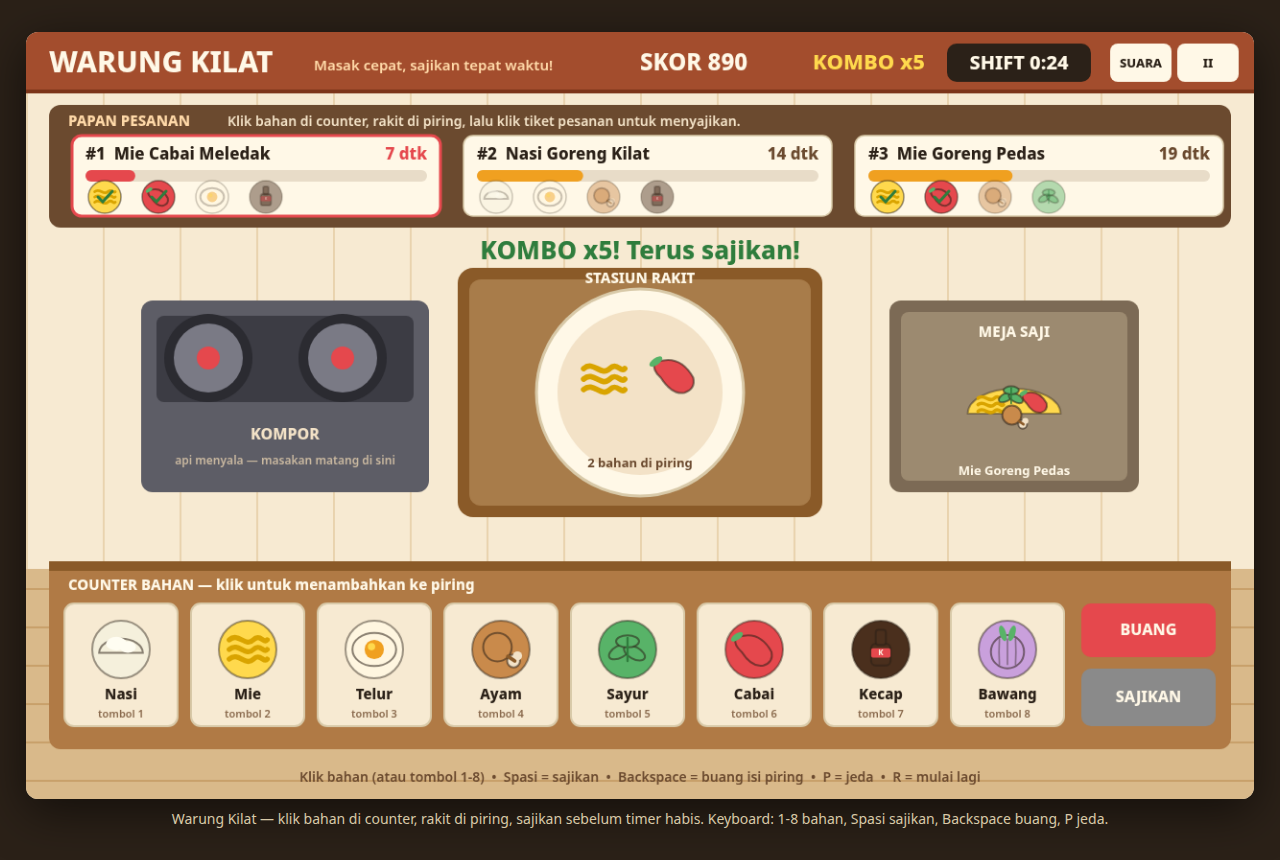 WARUNG KILAT
Masak cepat, sajikan tepat waktu!
SKOR 890
KOMBO x5
SHIFT 0:24
SUARA
II
PAPAN PESANAN
Klik bahan di counter, rakit di piring, lalu klik tiket pesanan untuk menyajikan.
#1 Mie Cabai Meledak
7 dtk
#2 Nasi Goreng Kilat
14 dtk
#3 Mie Goreng Pedas
19 dtk
KOMBO x5! Terus sajikan!
STASIUN RAKIT
2 bahan di piring
KOMPOR
api menyala — masakan matang di sini
MEJA SAJI
Mie Goreng Pedas
COUNTER BAHAN — klik untuk menambahkan ke piring
Nasi
tombol 1
Mie
tombol 2
Telur
tombol 3
Ayam
tombol 4
Sayur
tombol 5
Cabai
tombol 6
K
Kecap
tombol 7
Bawang
tombol 8
BUANG
SAJIKAN
Klik bahan (atau tombol 1-8) • Spasi = sajikan • Backspace = buang isi piring • P = jeda • R = mulai lagi
Warung Kilat — klik bahan di counter, rakit di piring, sajikan sebelum timer habis. Keyboard: 1-8 bahan, Spasi sajikan, Backspace buang, P jeda.